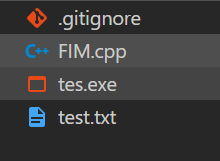 .gitignore
C++ FIM.cpp
tes.exe
test.txt